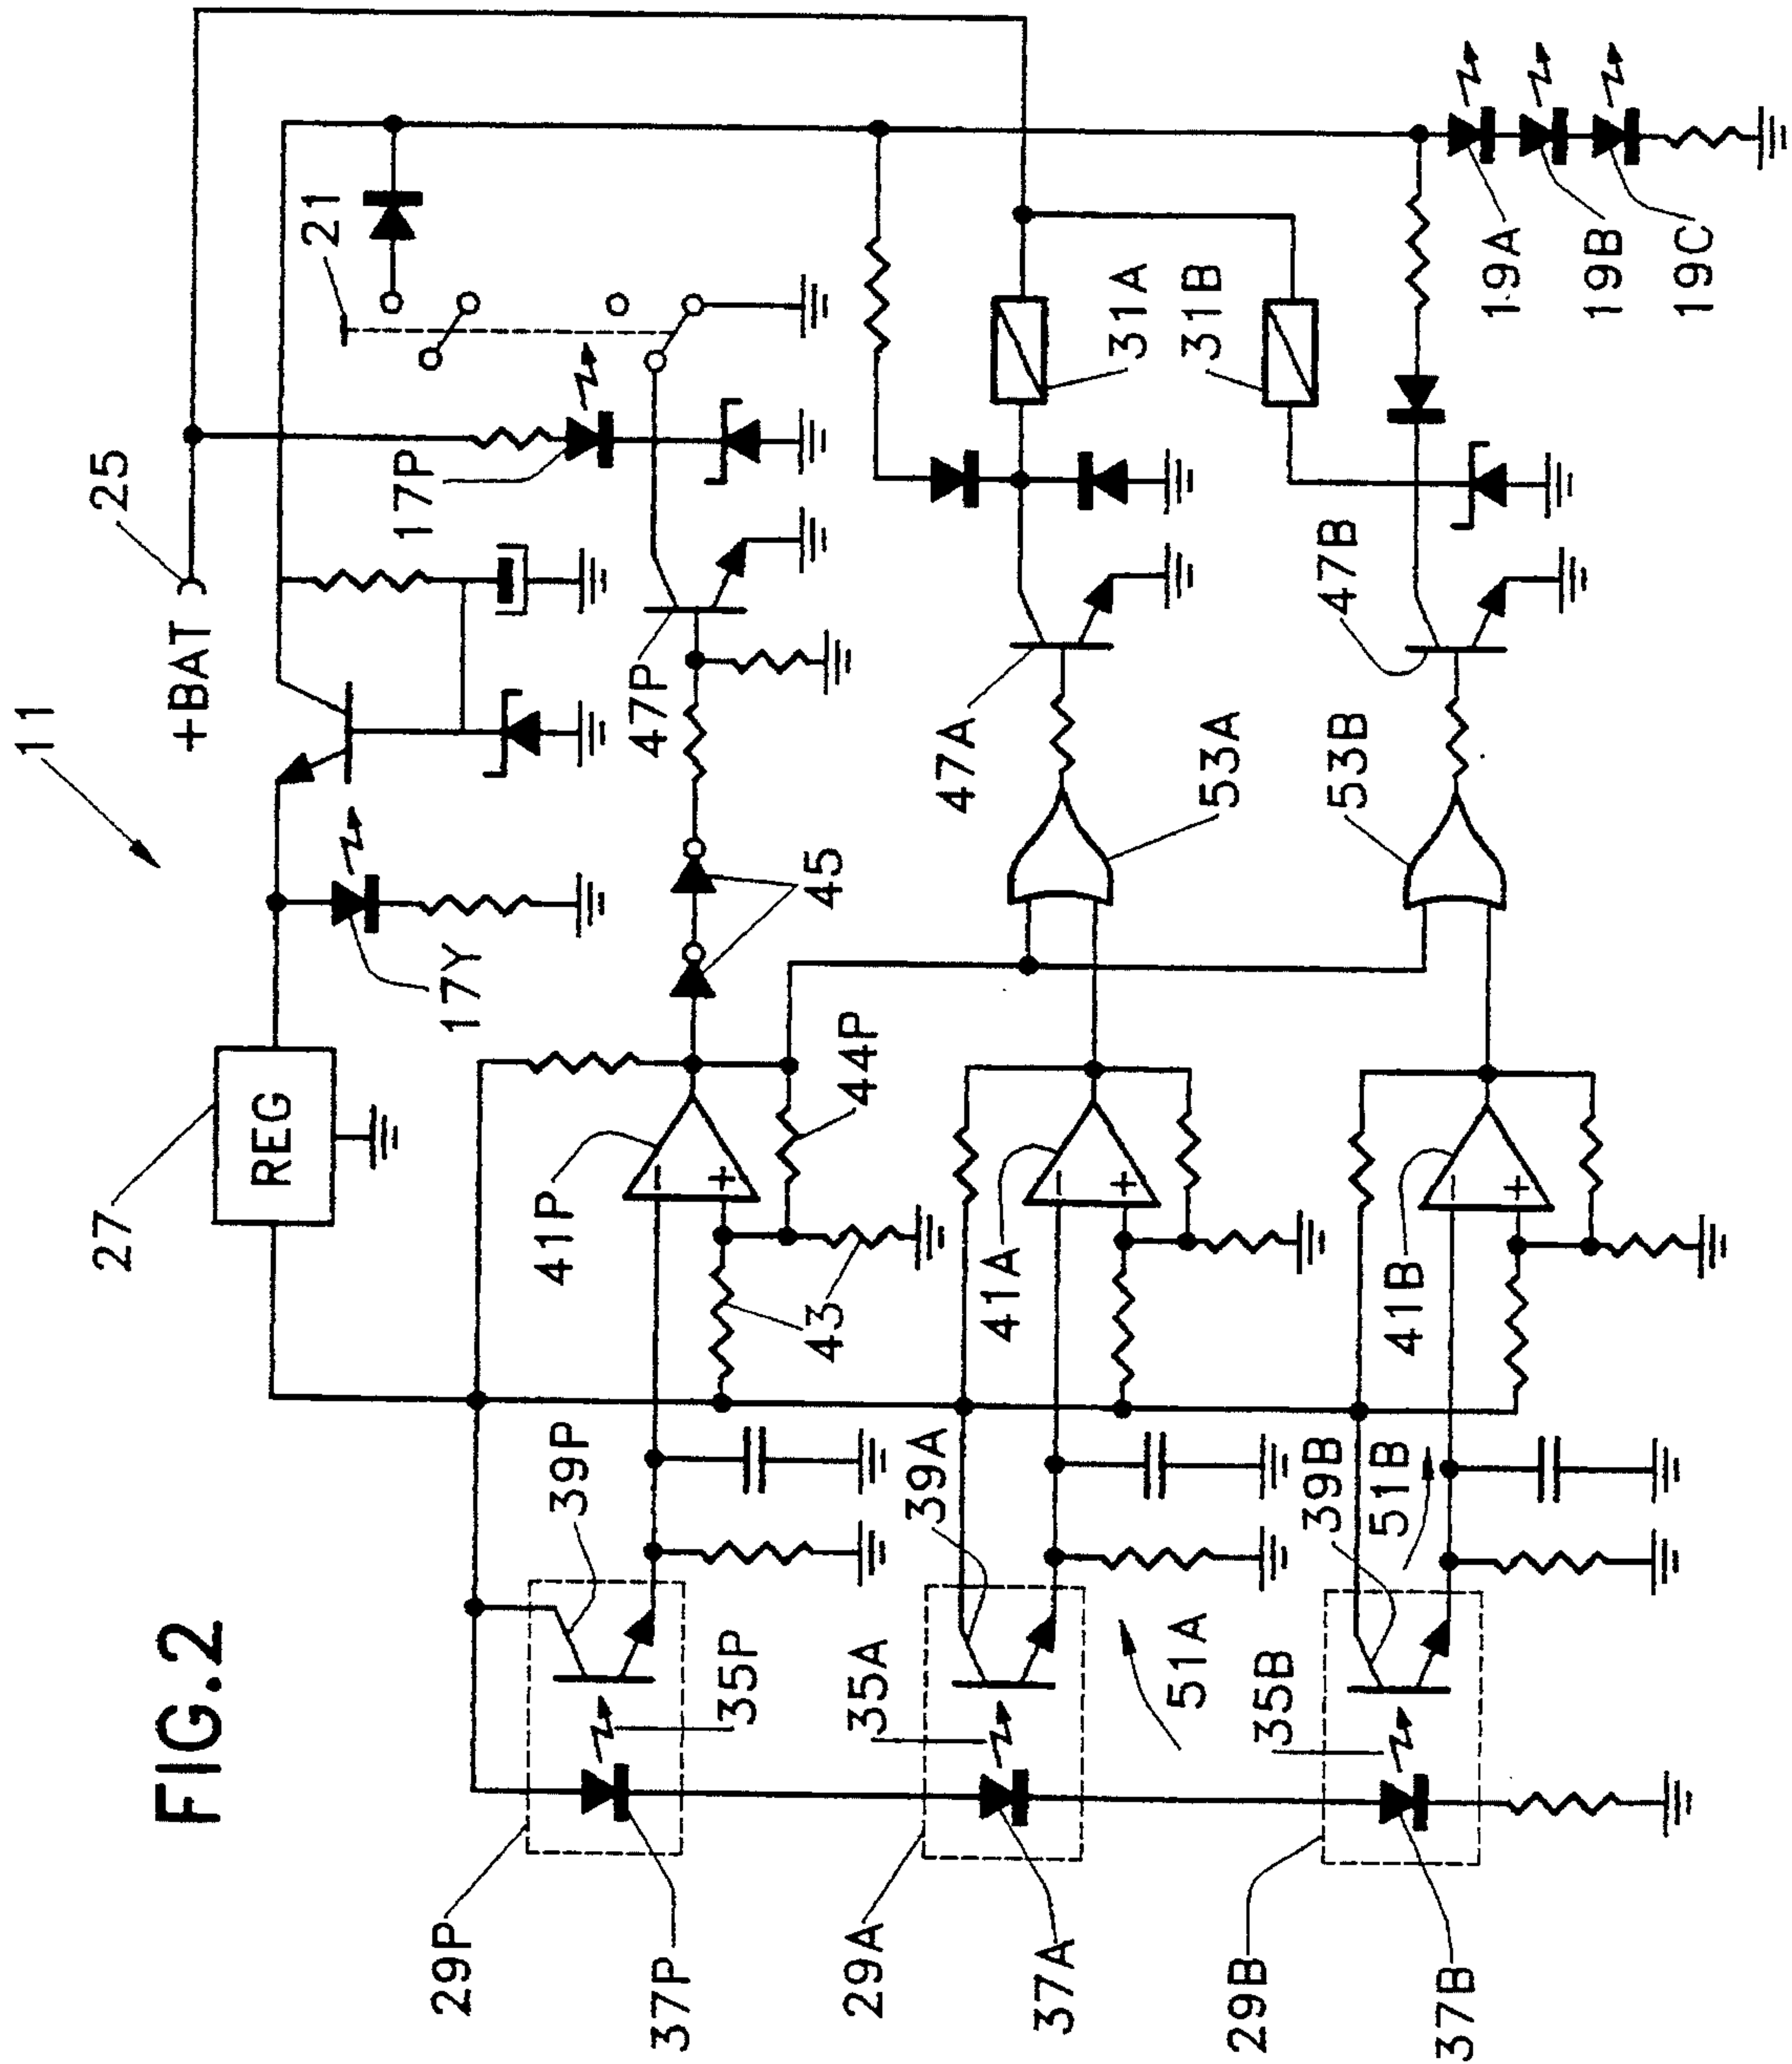 FIG.2
11
+BAT
25
21
27
REG
17Y
17P
47P
45
41P
44P
43
39P
35P
29P
37P
47A
53A
31A
31B
41A
39A
35A
51A
29A
37A
47B
53B
41B
39B
51B
35B
29B
37B
19A
19B
19C
−
+
−
+
−
+